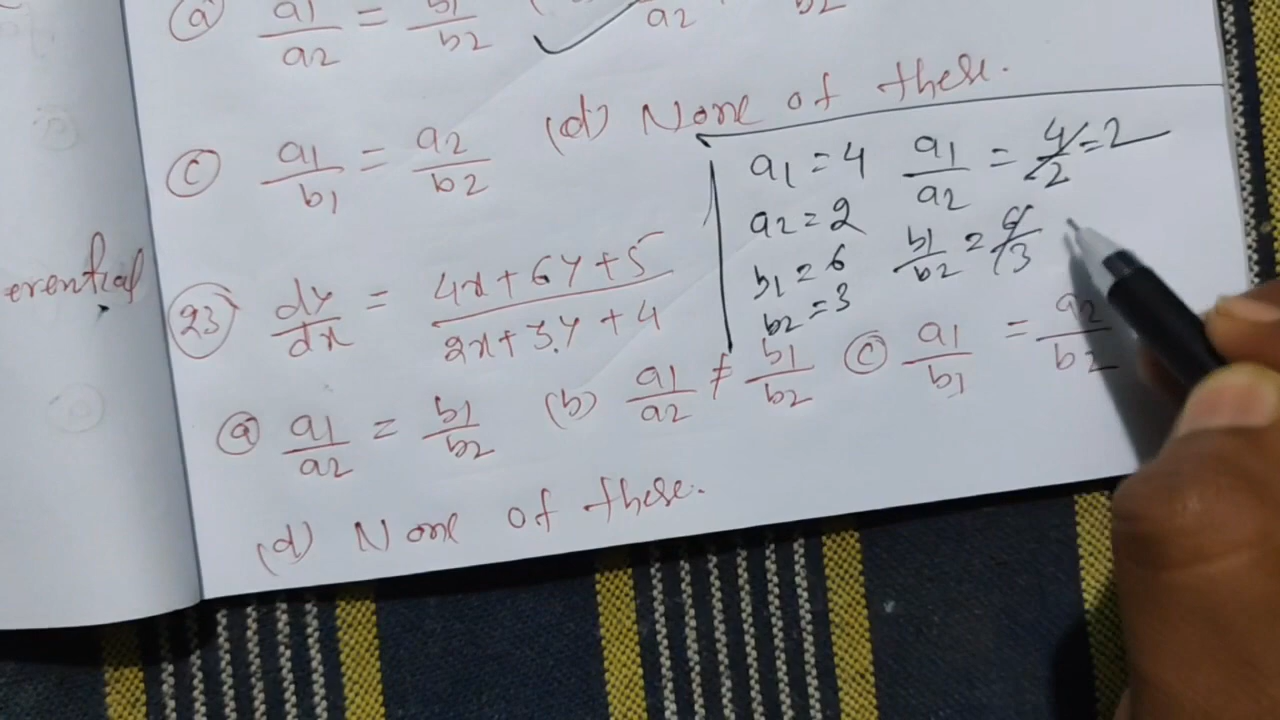 (a) a1/a2 = b1/b2
a2 b2
(c) a1/b1 = a2/b2 (d) None of these.
erential
(23) dy/dx = 4x+6y+5 / 2x+3y+4
a1 = 4 a1/a2 = 4/2 = 2
a2 = 2
b1 = 6 b1/b2 = 6/3
b2 = 3
(a) a1/a2 = b1/b2 (b) a1/a2 ≠ b1/b2 (c) a1/b1 = a2/b2
(d) None of these.